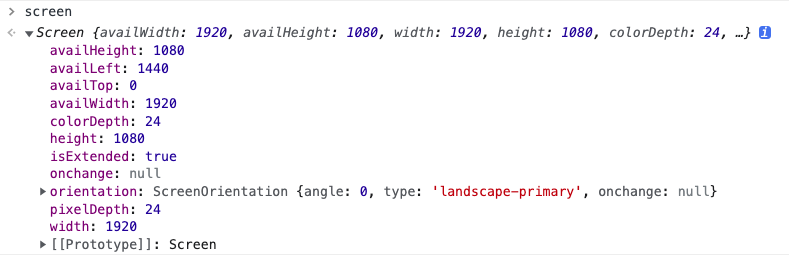 > screen
Screen {availWidth: 1920, availHeight: 1080, width: 1920, height: 1080, colorDepth: 24, …} i
availHeight: 1080
availLeft: 1440
availTop: 0
availWidth: 1920
colorDepth: 24
height: 1080
isExtended: true
onchange: null
orientation: ScreenOrientation {angle: 0, type: 'landscape-primary', onchange: null}
pixelDepth: 24
width: 1920
[[Prototype]]: Screen